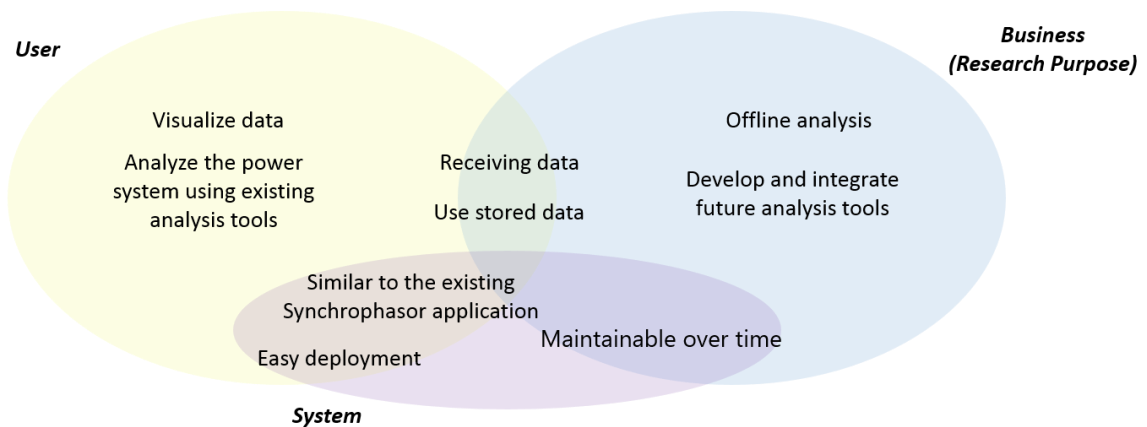 User
Business
(Research Purpose)
Visualize data
Analyze the power
system using existing
analysis tools
Receiving data
Use stored data
Offline analysis
Develop and integrate
future analysis tools
Similar to the existing
Synchrophasor application
Easy deployment
Maintainable over time
System